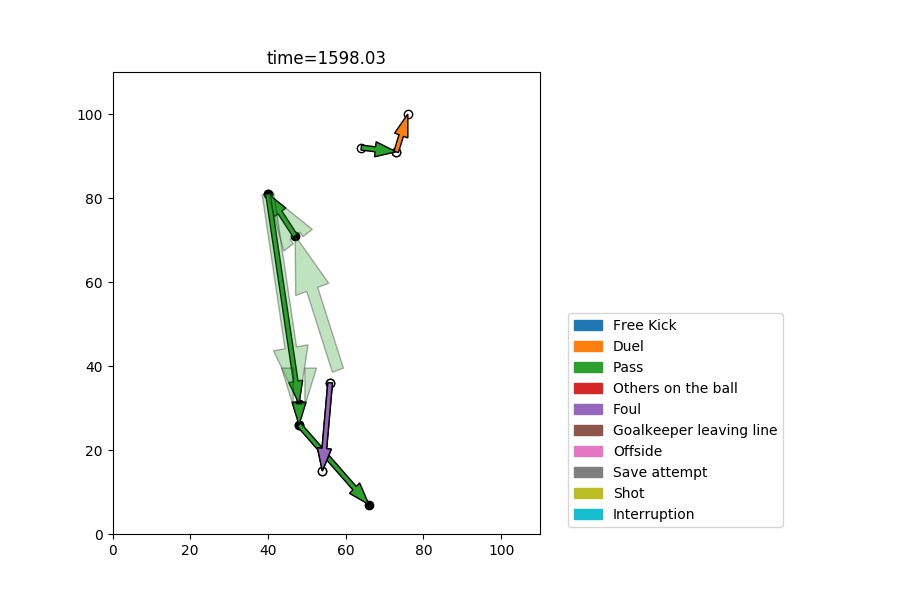 time=1598.03
100
80
60
40
20
0
0 20 40 60 80 100
Free Kick
Duel
Pass
Others on the ball
Foul
Goalkeeper leaving line
Offside
Save attempt
Shot
Interruption